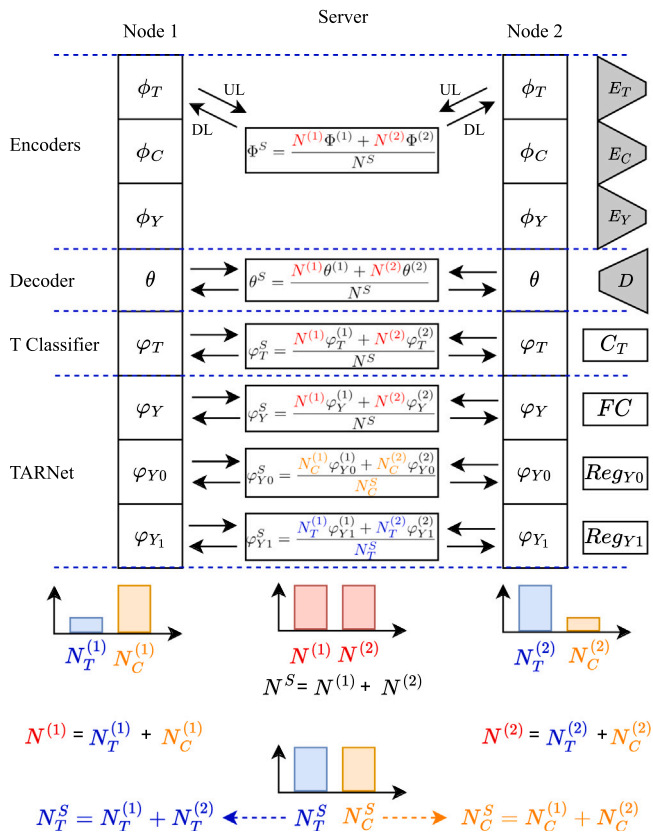 Server
Node 1
Node 2
ϕ_T
UL
DL
UL
DL
ϕ_T
E_T
Encoders
ϕ_C
Φ^S = (N^(1)Φ^(1) + N^(2)Φ^(2)) / N^S
ϕ_C
E_C
ϕ_Y
ϕ_Y
E_Y
Decoder
θ
θ^S = (N^(1)θ^(1) + N^(2)θ^(2)) / N^S
θ
D
T Classifier
φ_T
φ_T^S = (N^(1)φ_T^(1) + N^(2)φ_T^(2)) / N^S
φ_T
C_T
φ_Y
φ_Y^S = (N^(1)φ_Y^(1) + N^(2)φ_Y^(2)) / N^S
φ_Y
FC
TARNet
φ_Y0
φ_Y0^S = (N_C^(1)φ_Y0^(1) + N_C^(2)φ_Y0^(2)) / N_C^S
φ_Y0
Reg_Y0
φ_Y_1
φ_Y1^S = (N_T^(1)φ_Y1^(1) + N_T^(2)φ_Y1^(2)) / N_T^S
φ_Y_1
Reg_Y1
N_T^(1) N_C^(1)
N^(1) N^(2)
N_T^(2) N_C^(2)
N^S = N^(1) + N^(2)
N^(1) = N_T^(1) + N_C^(1)
N^(2) = N_T^(2) + N_C^(2)
N_T^S = N_T^(1) + N_T^(2)
N_T^S N_C^S
N_C^S = N_C^(1) + N_C^(2)